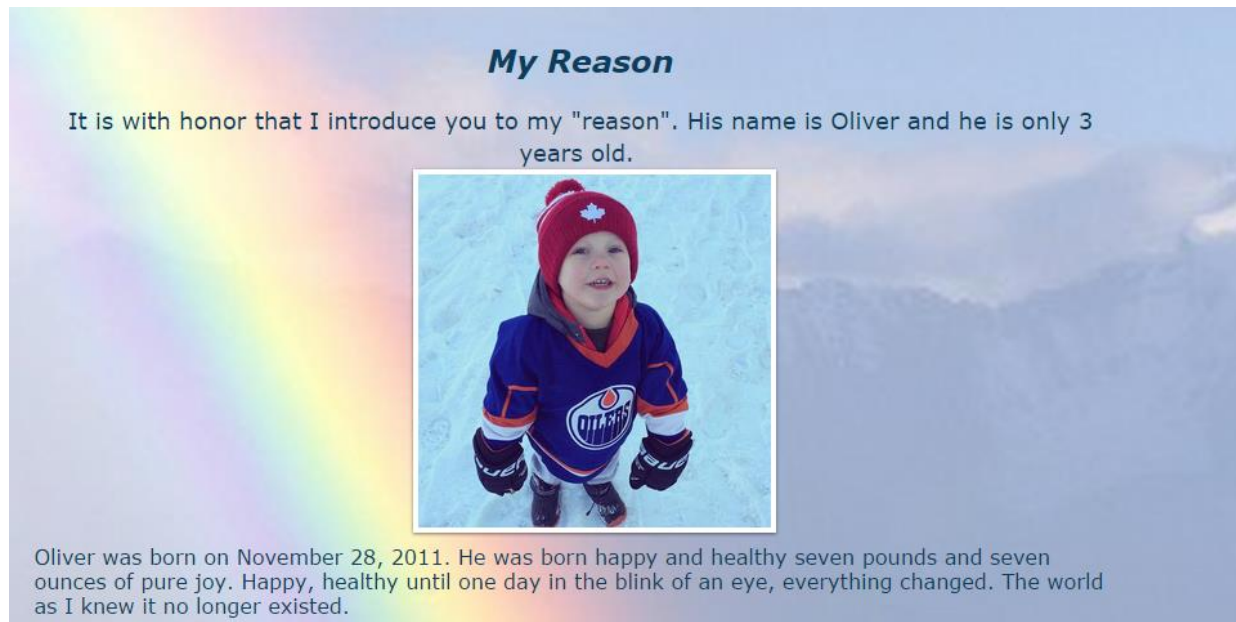 My Reason
It is with honor that I introduce you to my "reason". His name is Oliver and he is only 3
years old.
OILERS
BAUER
Oliver was born on November 28, 2011. He was born happy and healthy seven pounds and seven
ounces of pure joy. Happy, healthy until one day in the blink of an eye, everything changed. The world
as I knew it no longer existed.